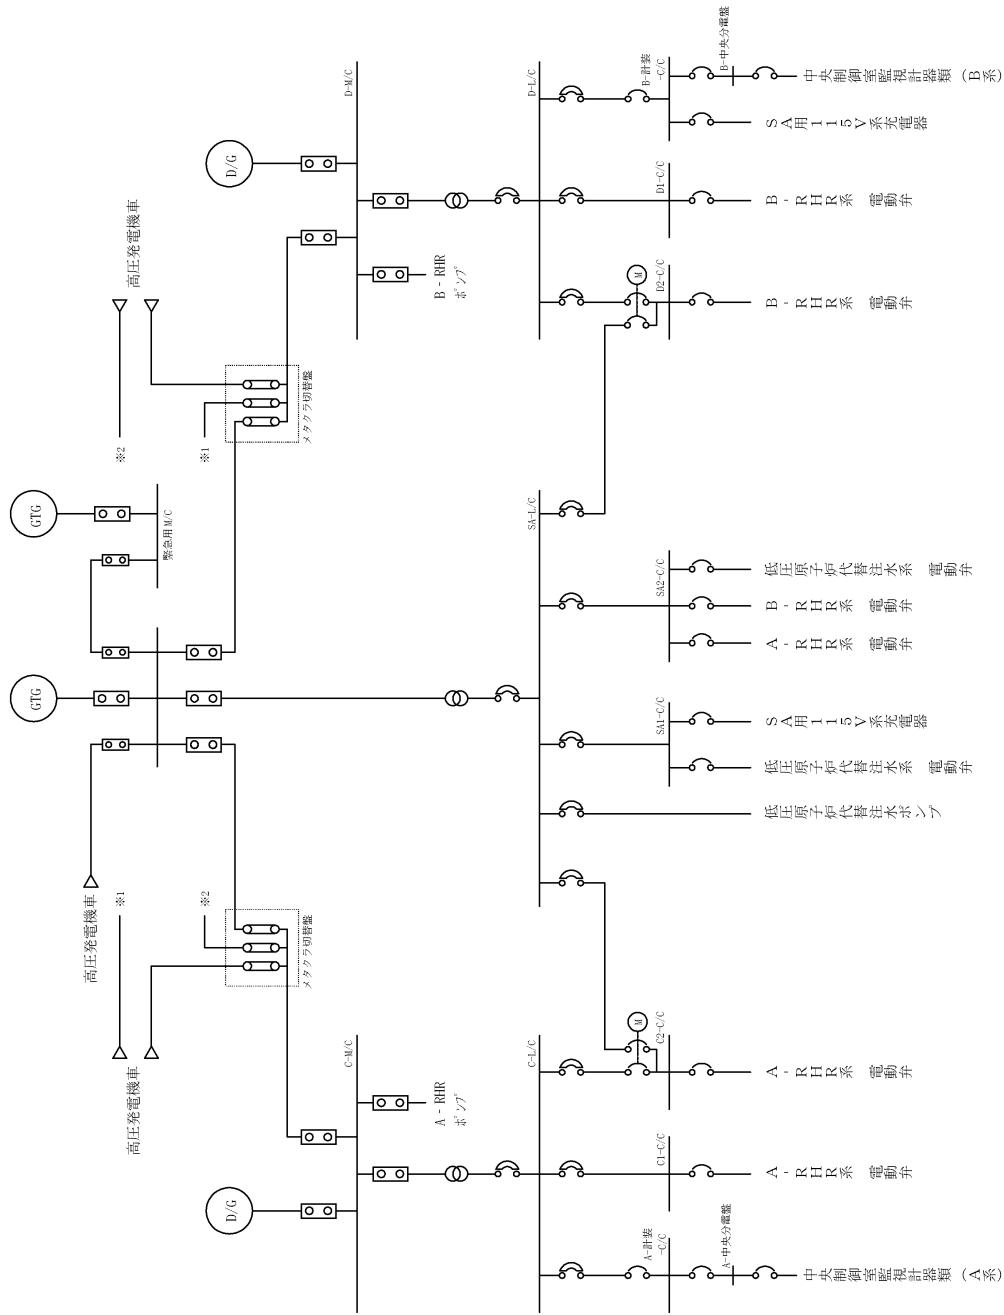 GTG
GTG
高圧発電機車
※1
※2
高圧発電機車
高圧発電機車
緊急用M/C
※2
※1
D/G
D/G
メタクラ切替盤
メタクラ切替盤
C-M/C
D-M/C
A - RHR
ポンプ
B - RHR
ポンプ
C-L/C
SA-L/C
D-L/C
M
M
A-計装
-C/C
C1-C/C
C2-C/C
SA1-C/C
SA2-C/C
D2-C/C
D1-C/C
B-計装
-C/C
A-中央分電盤
B-中央分電盤
中央制御室監視計器類（A系）
A-RHR系 電動弁
A-RHR系 電動弁
低圧原子炉代替注水ポンプ
低圧原子炉代替注水系 電動弁
SA用115V系充電器
A-RHR系 電動弁
B-RHR系 電動弁
低圧原子炉代替注水系 電動弁
B-RHR系 電動弁
B-RHR系 電動弁
SA用115V系充電器
中央制御室監視計器類（B系）